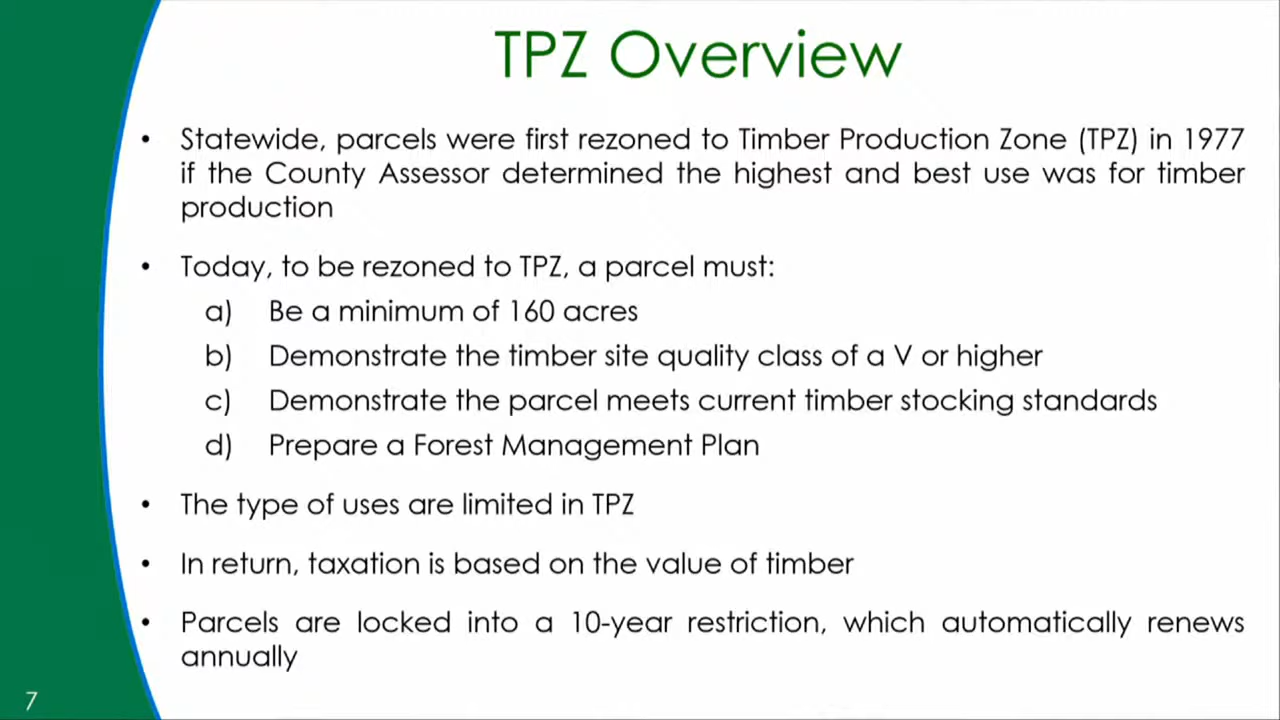 TPZ Overview
• Statewide, parcels were first rezoned to Timber Production Zone (TPZ) in 1977
if the County Assessor determined the highest and best use was for timber
production
• Today, to be rezoned to TPZ, a parcel must:
a) Be a minimum of 160 acres
b) Demonstrate the timber site quality class of a V or higher
c) Demonstrate the parcel meets current timber stocking standards
d) Prepare a Forest Management Plan
• The type of uses are limited in TPZ
• In return, taxation is based on the value of timber
• Parcels are locked into a 10-year restriction, which automatically renews
annually
7